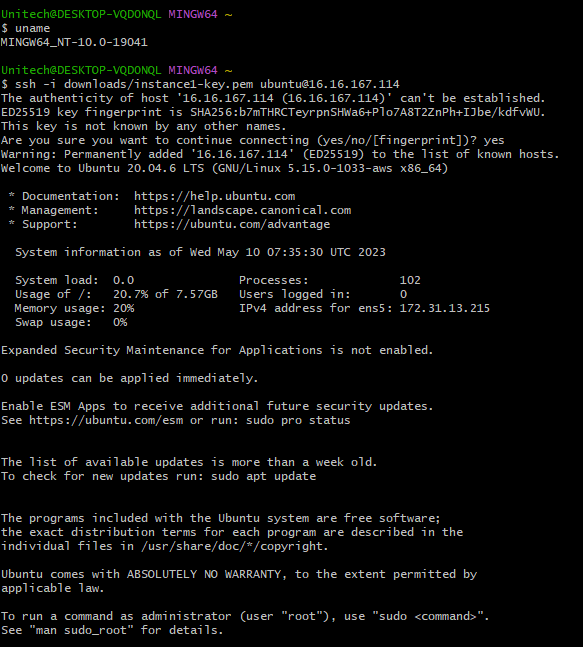 Unitech@DESKTOP-VQDONQL MINGW64 ~
$ uname
MINGW64_NT-10.0-19041
Unitech@DESKTOP-VQDONQL MINGW64 ~
$ ssh -i downloads/instance1-key.pem ubuntu@16.16.167.114
The authenticity of host '16.16.167.114 (16.16.167.114)' can't be established.
ED25519 key fingerprint is SHA256:b7mTHRCTeyrpnSHWa6+Plo7A8T2ZnPh+IJbe/kdfvWU.
This key is not known by any other names.
Are you sure you want to continue connecting (yes/no/[fingerprint])? yes
Warning: Permanently added '16.16.167.114' (ED25519) to the list of known hosts.
Welcome to Ubuntu 20.04.6 LTS (GNU/Linux 5.15.0-1033-aws x86_64)
* Documentation:  https://help.ubuntu.com
* Management:     https://landscape.canonical.com
* Support:        https://ubuntu.com/advantage
System information as of Wed May 10 07:35:30 UTC 2023
System load:  0.0               Processes:             102
Usage of /:   20.7% of 7.57GB   Users logged in:       0
Memory usage: 20%               IPv4 address for ens5: 172.31.13.215
Swap usage:   0%
Expanded Security Maintenance for Applications is not enabled.
0 updates can be applied immediately.
Enable ESM Apps to receive additional future security updates.
See https://ubuntu.com/esm or run: sudo pro status
The list of available updates is more than a week old.
To check for new updates run: sudo apt update
The programs included with the Ubuntu system are free software;
the exact distribution terms for each program are described in the
individual files in /usr/share/doc/*/copyright.
Ubuntu comes with ABSOLUTELY NO WARRANTY, to the extent permitted by
applicable law.
To run a command as administrator (user "root"), use "sudo <command>".
See "man sudo_root" for details.